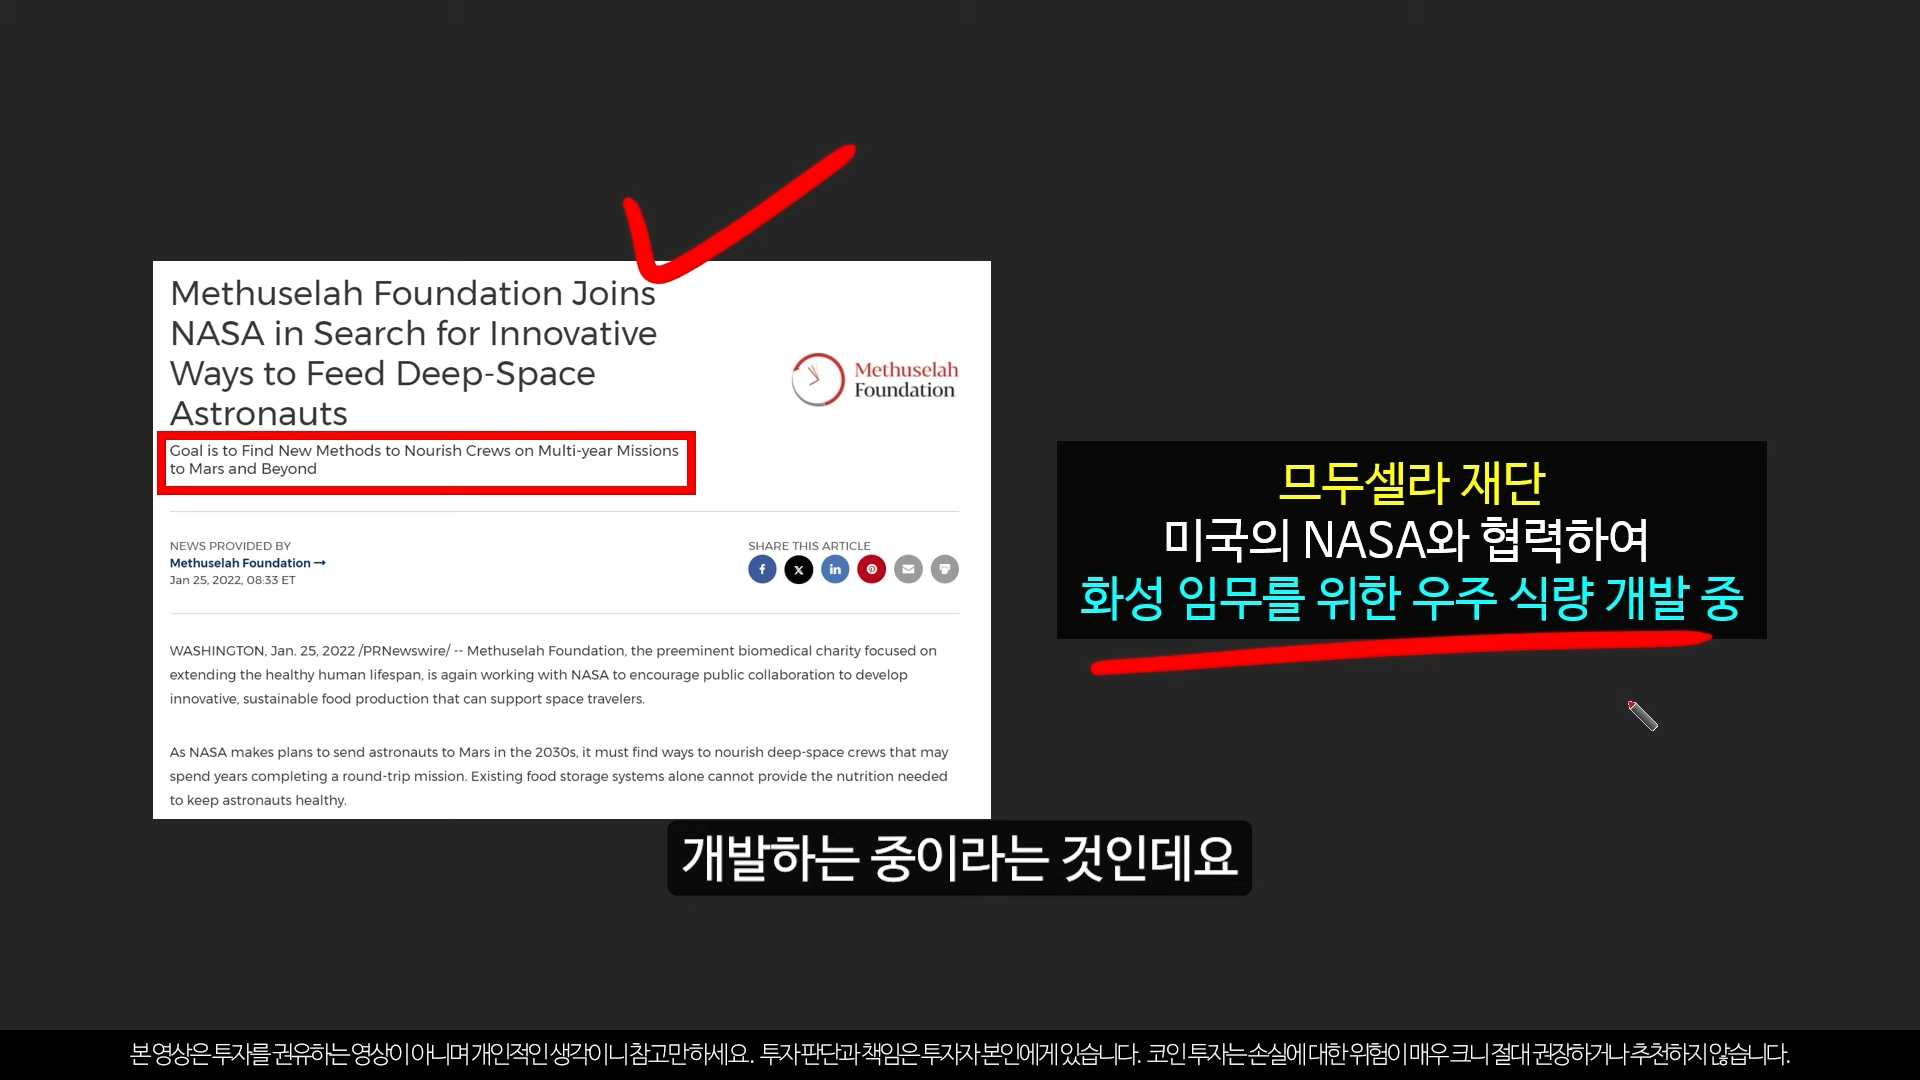 Methuselah Foundation Joins
NASA in Search for Innovative
Ways to Feed Deep-Space
Astronauts
Goal is to Find New Methods to Nourish Crews on Multi-year Missions
to Mars and Beyond
Methuselah
Foundation
NEWS PROVIDED BY
Methuselah Foundation →
Jan 25, 2022, 08:33 ET
SHARE THIS ARTICLE
WASHINGTON, Jan. 25, 2022 /PRNewswire/ -- Methuselah Foundation, the preeminent biomedical charity focused on
extending the healthy human lifespan, is again working with NASA to encourage public collaboration to develop
innovative, sustainable food production that can support space travelers.
As NASA makes plans to send astronauts to Mars in the 2030s, it must find ways to nourish deep-space crews that may
spend years completing a round-trip mission. Existing food storage systems alone cannot provide the nutrition needed
to keep astronauts healthy.
므두셀라 재단
미국의 NASA와 협력하여
화성 임무를 위한 우주 식량 개발 중
개발하는 중이라는 것인데요
본 영상은 투자를 권유하는 영상이 아니며 개인적인 생각이니 참고만 하세요. 투자 판단과 책임은 투자자 본인에게 있습니다. 코인 투자는 손실에 대한 위험이 매우 크니 절대 권장하거나 추천하지 않습니다.